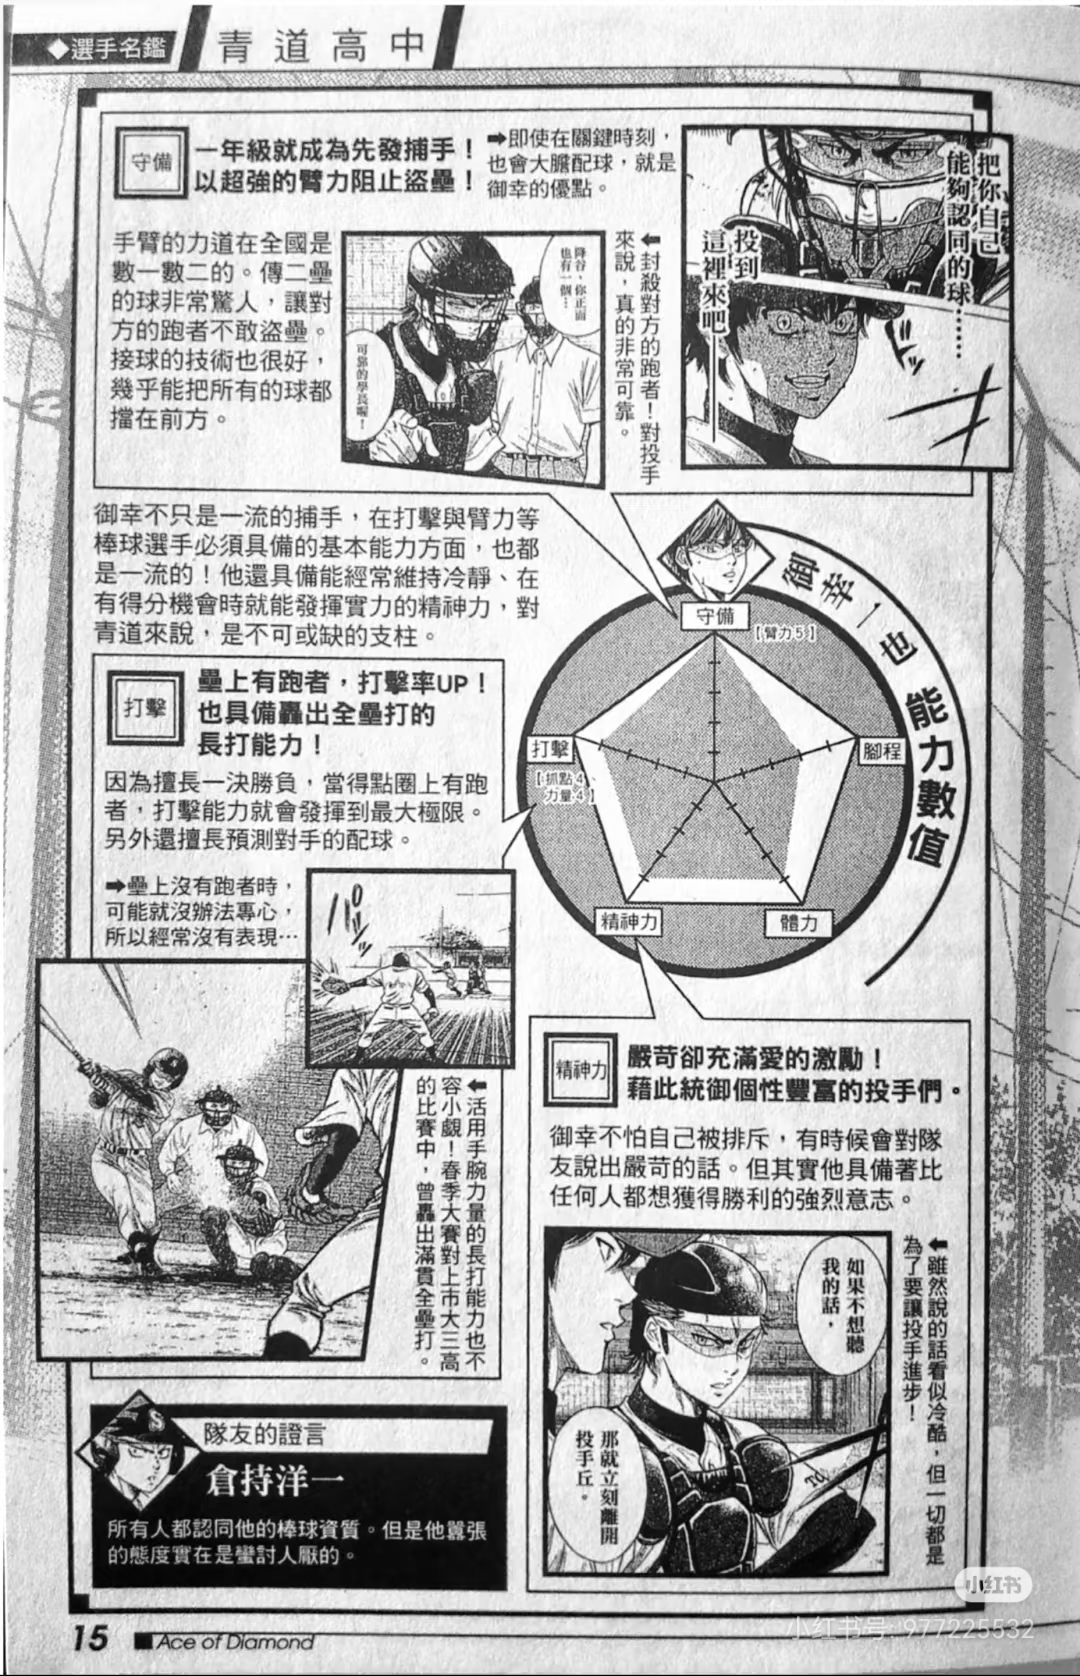 ◆選手名鑑
青道高中
守備
一年級就成為先發捕手！
以超強的臂力阻止盜壘！
➡即使在關鍵時刻，
也會大膽配球，就是
御幸的優點。
把你自己
能夠認同的球……
投到
這裡來吧
手臂的力道在全國是
數一數二的。傳二壘
的球非常驚人，讓對
方的跑者不敢盜壘。
接球的技術也很好，
幾乎能把所有的球都
擋在前方。
降谷、你正面
也有一個…
可靠的學長喔！
⬅封殺對方的跑者！對投手
來說，真的非常可靠。
御幸不只是一流的捕手，在打擊與臂力等
棒球選手必須具備的基本能力方面，也都
是一流的！他還具備能經常維持冷靜、在
有得分機會時就能發揮實力的精神力，對
青道來說，是不可或缺的支柱。
御幸一也 能力數值
守備
【臂力5】
打擊
【抓點4、
力量4】
腳程
精神力
體力
打擊
壘上有跑者，打擊率UP！
也具備轟出全壘打的
長打能力！
因為擅長一決勝負，當得點圈上有跑
者，打擊能力就會發揮到最大極限。
另外還擅長預測對手的配球。
➡壘上沒有跑者時，
可能就沒辦法專心，
所以經常沒有表現…
⬅活用手腕力量的長打能力也不
容小覷！春季大賽對上市大三高
的比賽中，曾轟出滿貫全壘打。
精神力
嚴苛卻充滿愛的激勵！
藉此統御個性豐富的投手們。
御幸不怕自己被排斥，有時候會對隊
友說出嚴苛的話。但其實他具備著比
任何人都想獲得勝利的強烈意志。
如果不想聽
我的話，
那就立刻離開
投手丘。
⬅雖然說的話看似冷酷，但一切都是
為了要讓投手進步！
隊友的證言
倉持洋一
所有人都認同他的棒球資質。但是他囂張
的態度實在是蠻討人厭的。
15 ■Ace of Diamond
小红书
小红书号: 977225532